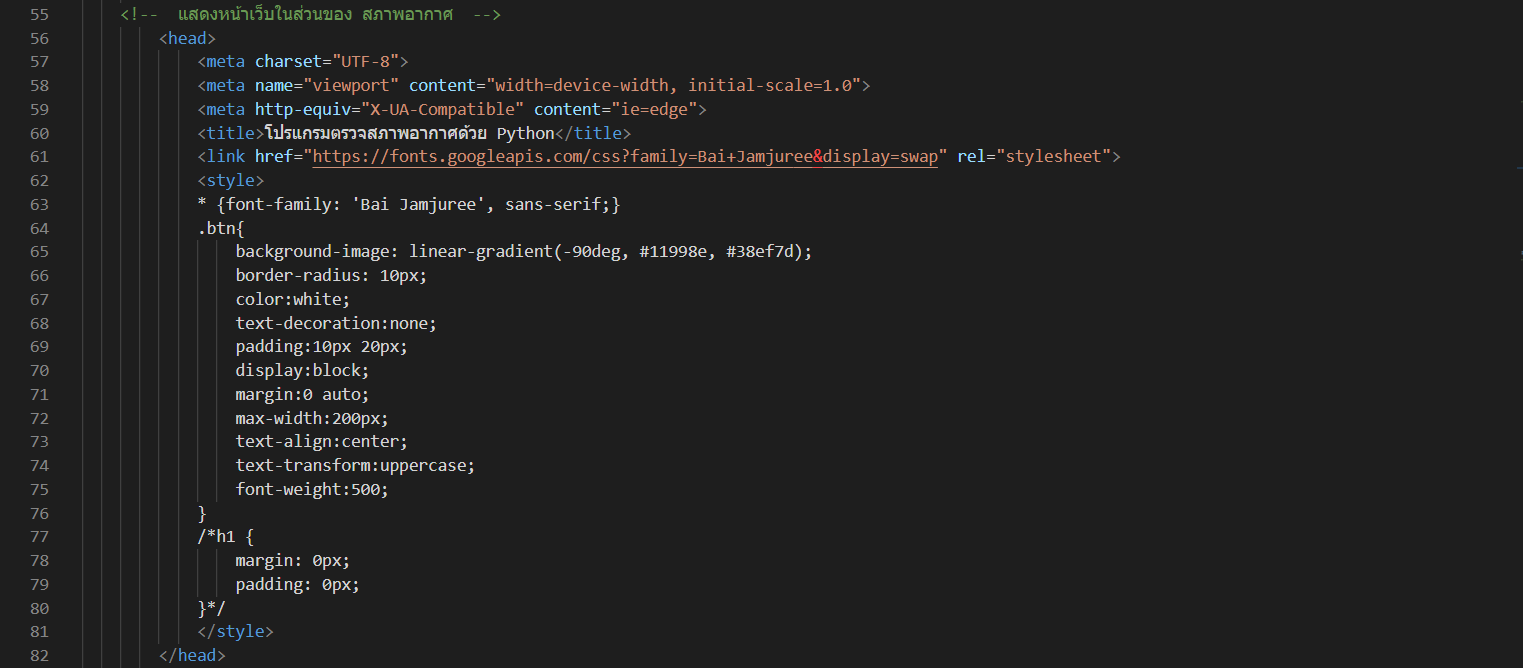 55 <!--  แสดงหน้าเว็บในส่วนของ สภาพอากาศ  -->
56 <head>
57 <meta charset="UTF-8">
58 <meta name="viewport" content="width=device-width, initial-scale=1.0">
59 <meta http-equiv="X-UA-Compatible" content="ie=edge">
60 <title>โปรแกรมตรวจสภาพอากาศด้วย Python</title>
61 <link href="https://fonts.googleapis.com/css?family=Bai+Jamjuree&display=swap" rel="stylesheet">
62 <style>
63 * {font-family: 'Bai Jamjuree', sans-serif;}
64 .btn{
65 background-image: linear-gradient(-90deg, #11998e, #38ef7d);
66 border-radius: 10px;
67 color:white;
68 text-decoration:none;
69 padding:10px 20px;
70 display:block;
71 margin:0 auto;
72 max-width:200px;
73 text-align:center;
74 text-transform:uppercase;
75 font-weight:500;
76 }
77 /*h1 {
78 margin: 0px;
79 padding: 0px;
80 }*/
81 </style>
82 </head>